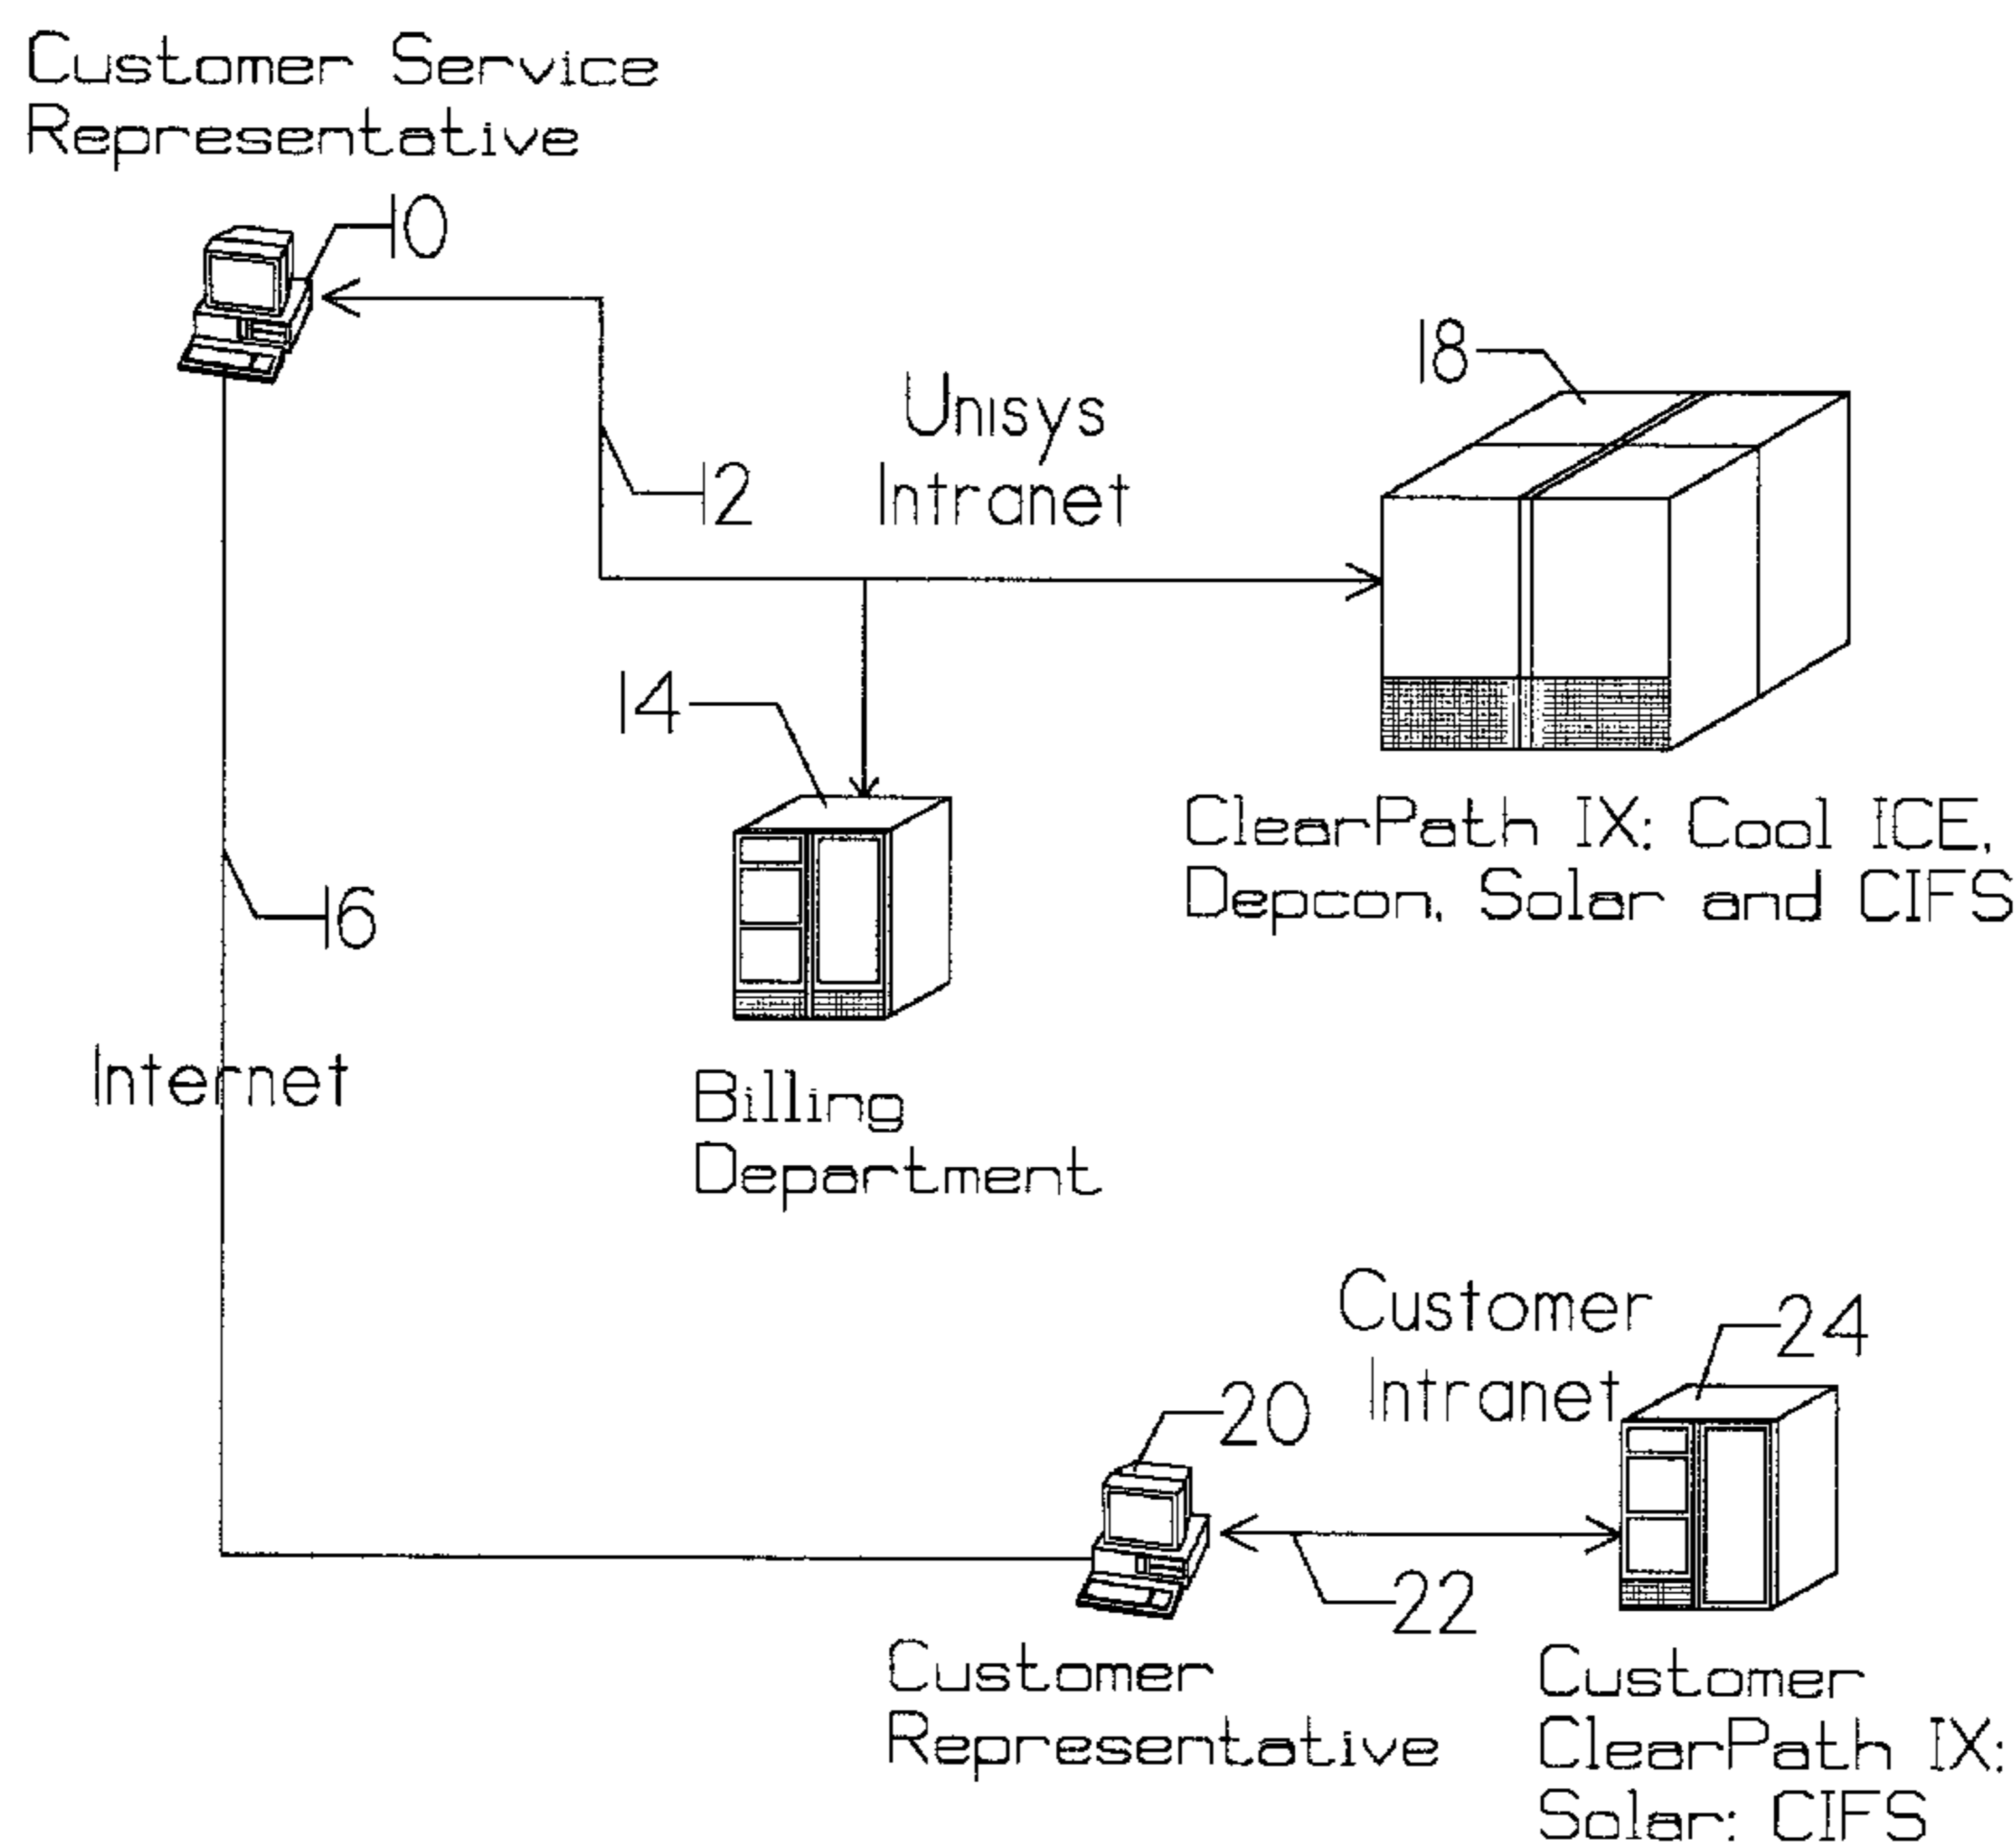 Customer Service
Representative
10
18
Unisys
Intranet
12
14
ClearPath IX: Cool ICE,
Depcon, Solar and CIFS
16
Internet
Billing
Department
Customer
Intranet
24
20
22
Customer
Representative
Customer
ClearPath IX:
Solar: CIFS